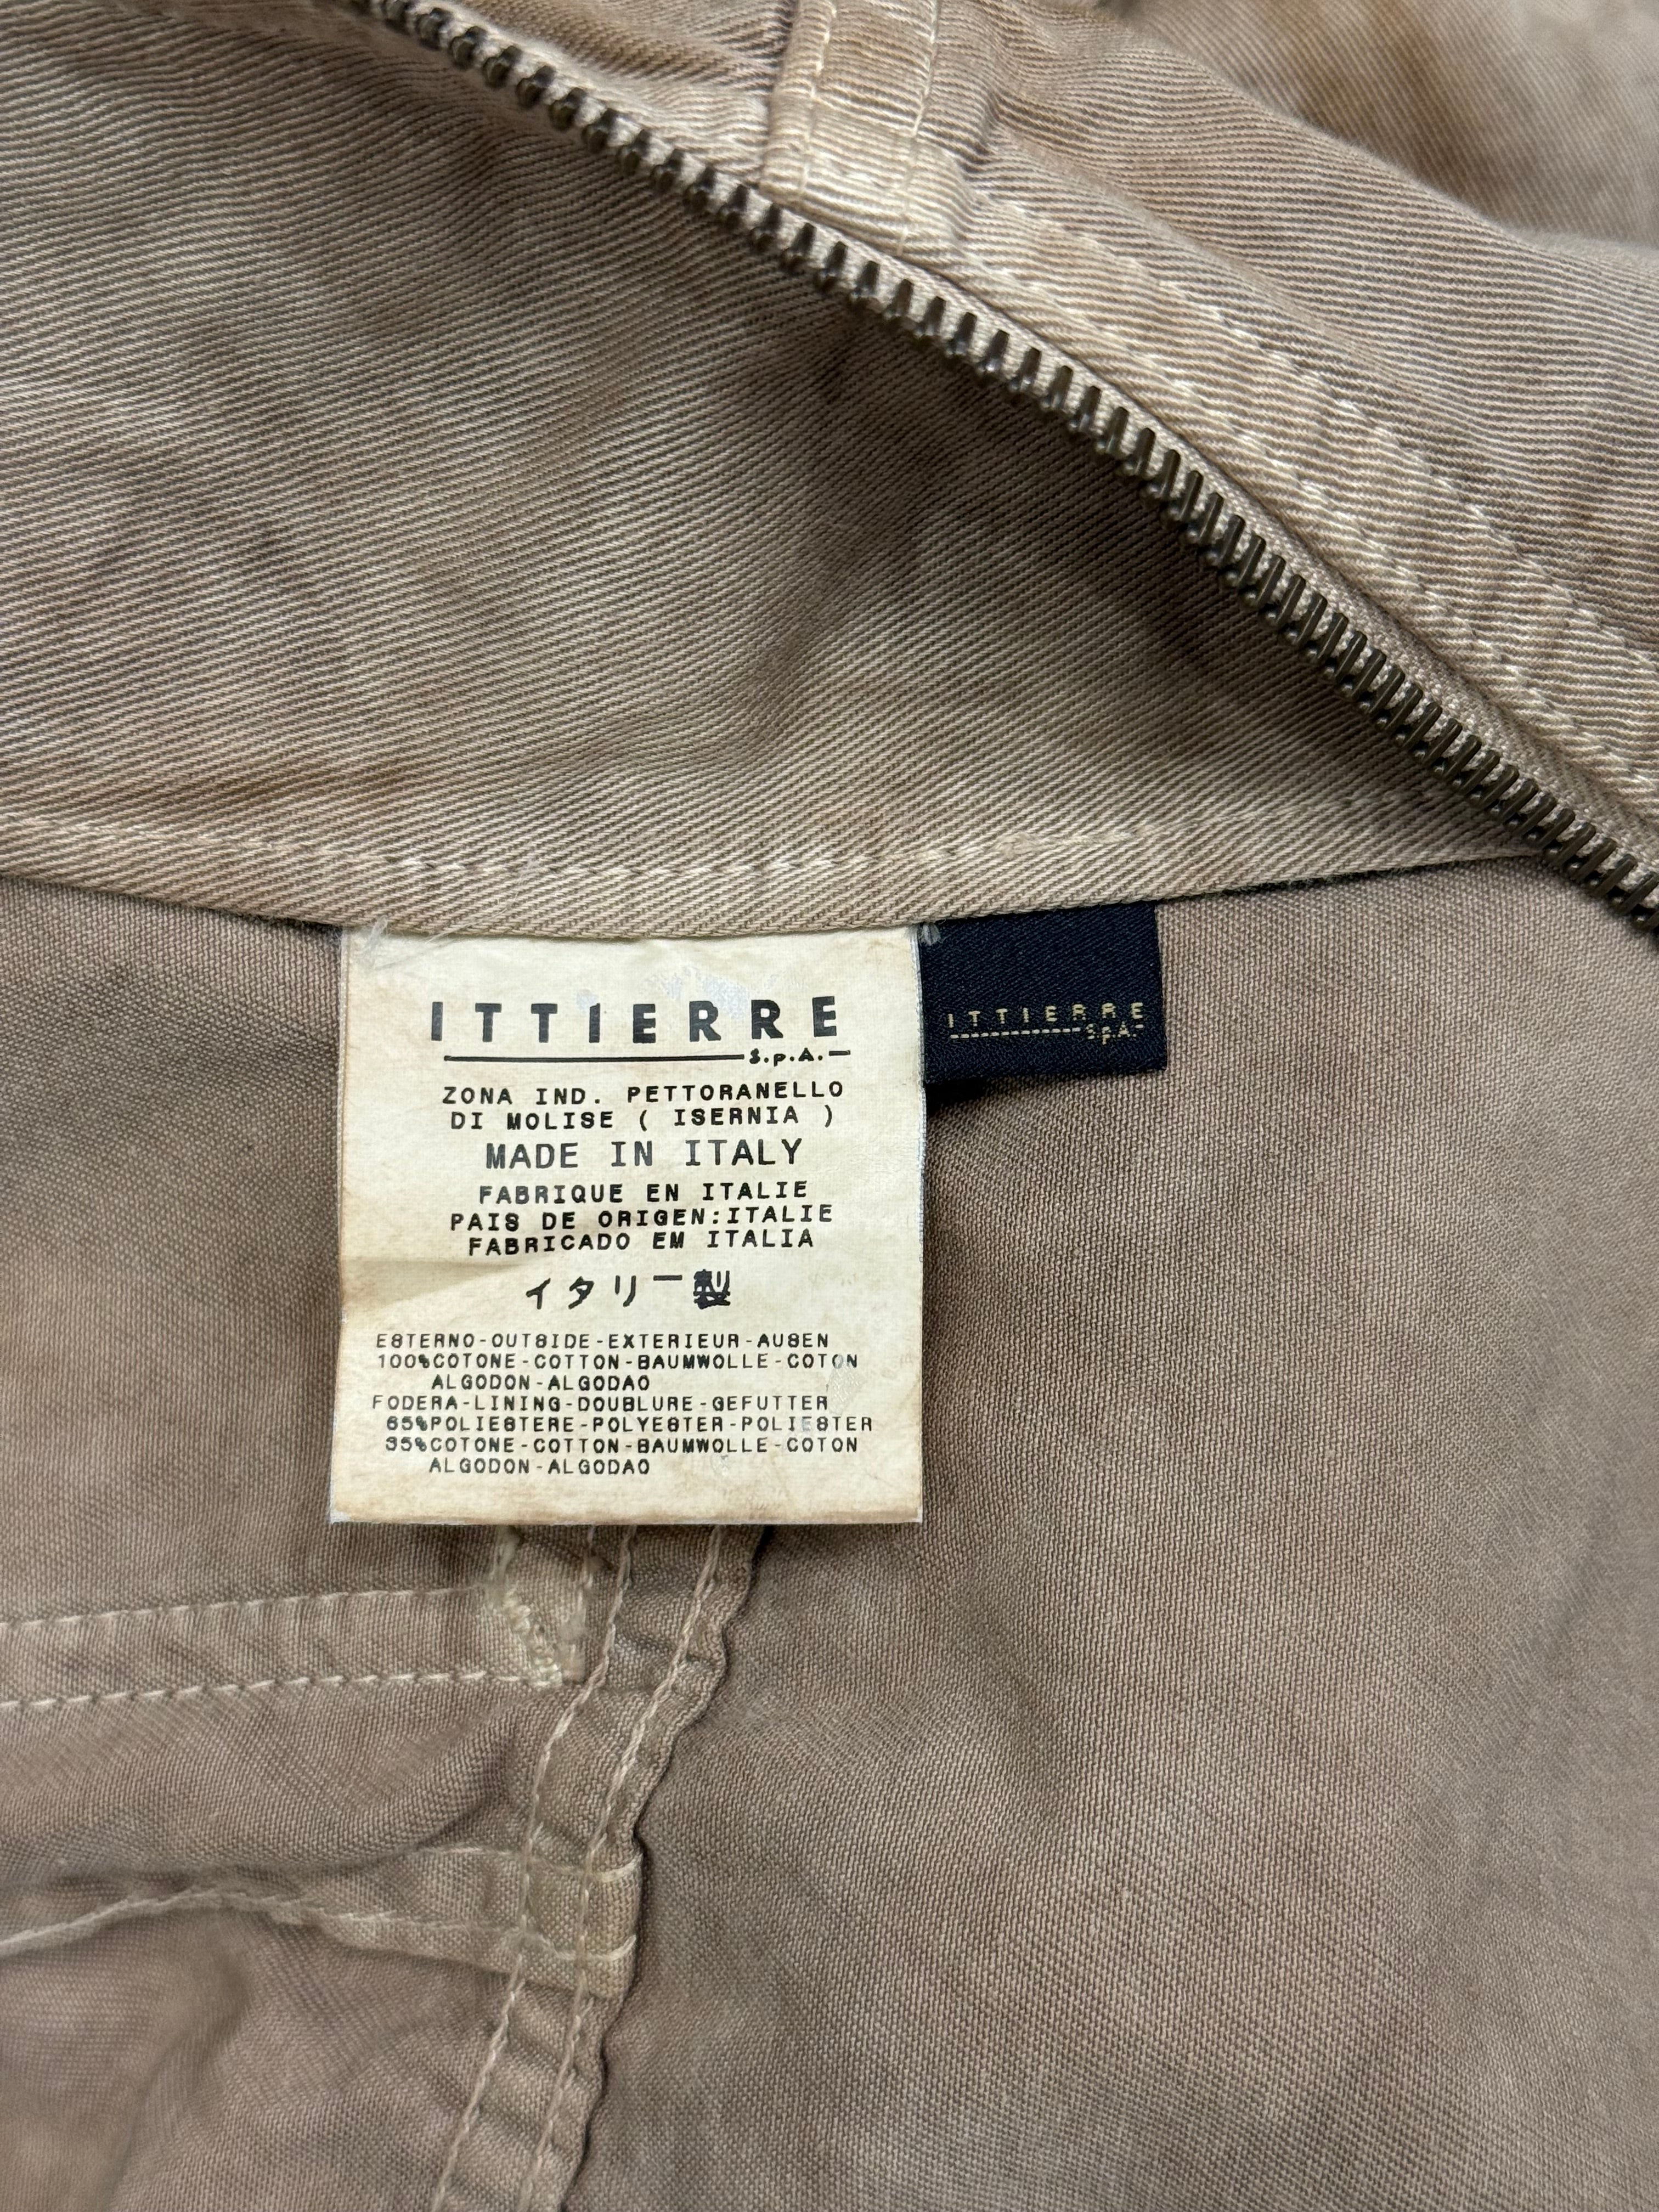 ITTIERRE
S.p.A.
ZONA IND. PETTORANELLO
DI MOLISE ( ISERNIA )
MADE IN ITALY
FABRIQUE EN ITALIE
PAIS DE ORIGEN:ITALIE
FABRICADO EM ITALIA
イタリー製
ESTERNO-OUTSIDE-EXTERIEUR-AUSEN
100%COTONE-COTTON-BAUMWOLLE-COTON
ALGODON-ALGODAO
FODERA-LINING-DOUBLURE-GEFUTTER
65%POLIESTERE-POLYESTER-POLIESTER
35%COTONE-COTTON-BAUMWOLLE-COTON
ALGODON-ALGODAO
ITTIERRE
S.p.A.